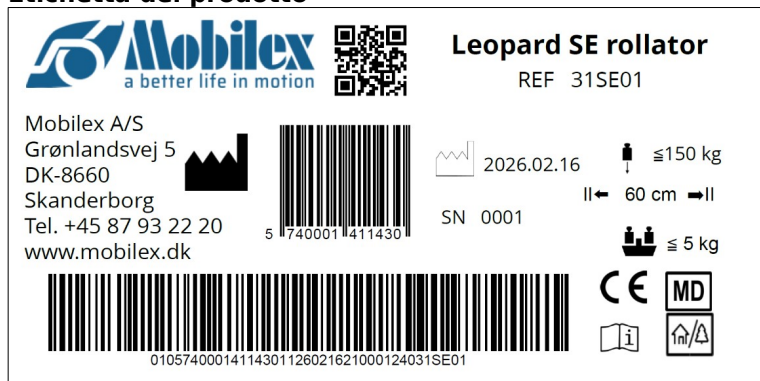 Etichetta del prodotto
Mobilex
a better life in motion
Leopard SE rollator
REF 31SE01
Mobilex A/S
Grønlandsvej 5
DK-8660
Skanderborg
Tel. +45 87 93 22 20
www.mobilex.dk
5 740001 411430
2026.02.16
SN 0001
≦150 kg
60 cm
≦ 5 kg
01057400014114301126021621000124031SE01
CE
MD
i